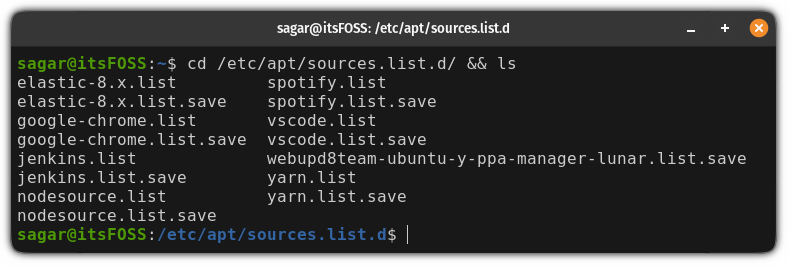 sagar@itsFOSS: /etc/apt/sources.list.d
sagar@itsFOSS:~$ cd /etc/apt/sources.list.d/ && ls
elastic-8.x.list         spotify.list
elastic-8.x.list.save    spotify.list.save
google-chrome.list       vscode.list
google-chrome.list.save  vscode.list.save
jenkins.list             webupd8team-ubuntu-y-ppa-manager-lunar.list.save
jenkins.list.save        yarn.list
nodesource.list          yarn.list.save
nodesource.list.save
sagar@itsFOSS:/etc/apt/sources.list.d$